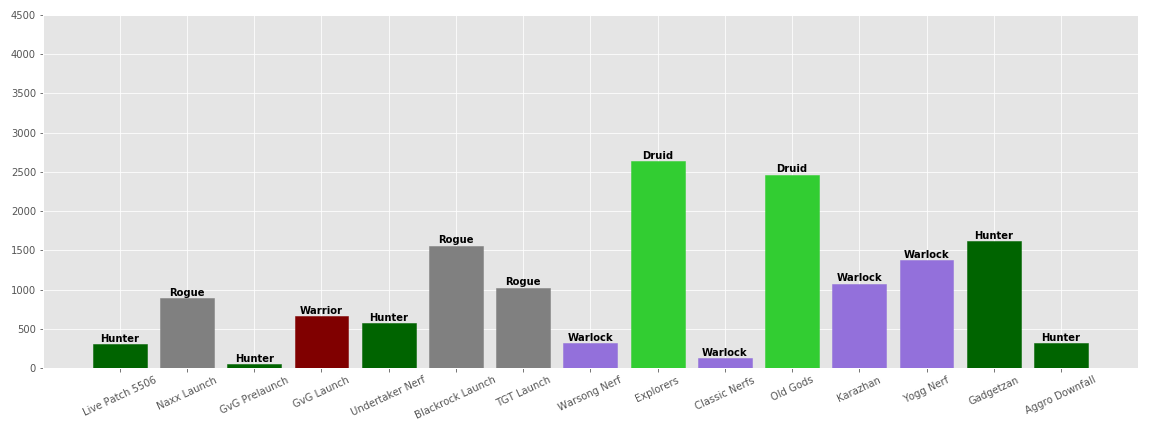 4500
4000
3500
3000
2500
2000
1500
1000
500
0
Hunter
Rogue
Hunter
Warrior
Hunter
Rogue
Rogue
Warlock
Druid
Warlock
Druid
Warlock
Warlock
Hunter
Hunter
Live Patch 5506
Naxx Launch
GvG Prelaunch
GvG Launch
Undertaker Nerf
Blackrock Launch
TGT Launch
Warsong Nerf
Explorers
Classic Nerfs
Old Gods
Karazhan
Yogg Nerf
Gadgetzan
Aggro Downfall